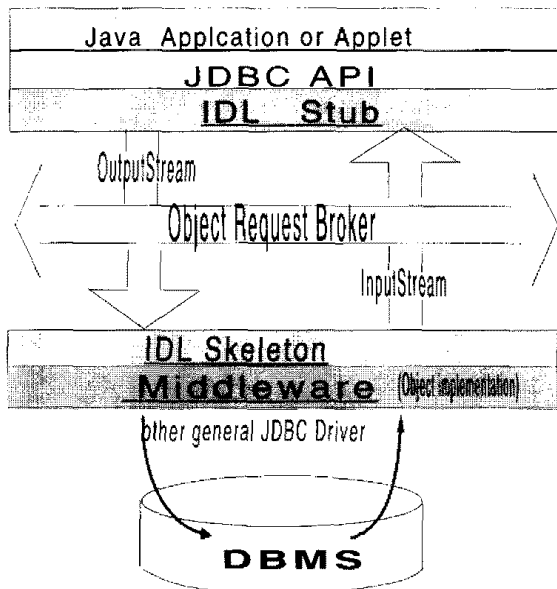 Java Applcation or Applet
JDBC API
IDL Stub
OutputStream
Object Request Broker
InputStream
IDL Skeleton
Middleware (Object implementation)
other general JDBC Driver
DBMS